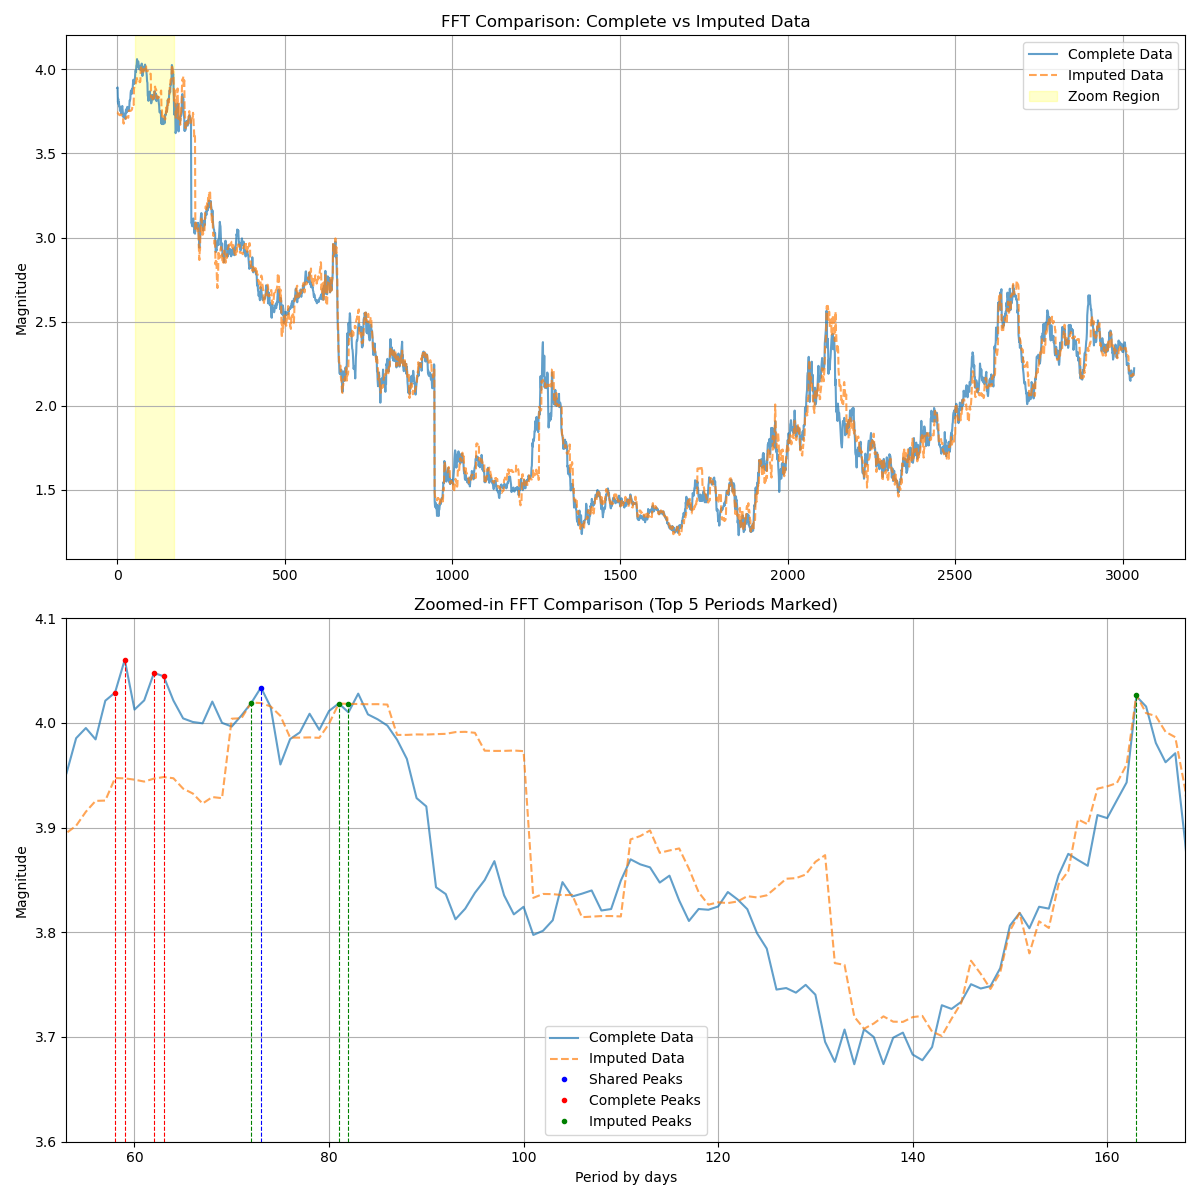 FFT Comparison: Complete vs Imputed Data
Magnitude
4.0
3.5
3.0
2.5
2.0
1.5
Complete Data
Imputed Data
Zoom Region
0 500 1000 1500 2000 2500 3000
Zoomed-in FFT Comparison (Top 5 Periods Marked)
Magnitude
4.1
4.0
3.9
3.8
3.7
3.6
Complete Data
Imputed Data
Shared Peaks
Complete Peaks
Imputed Peaks
60 80 100 120 140 160
Period by days